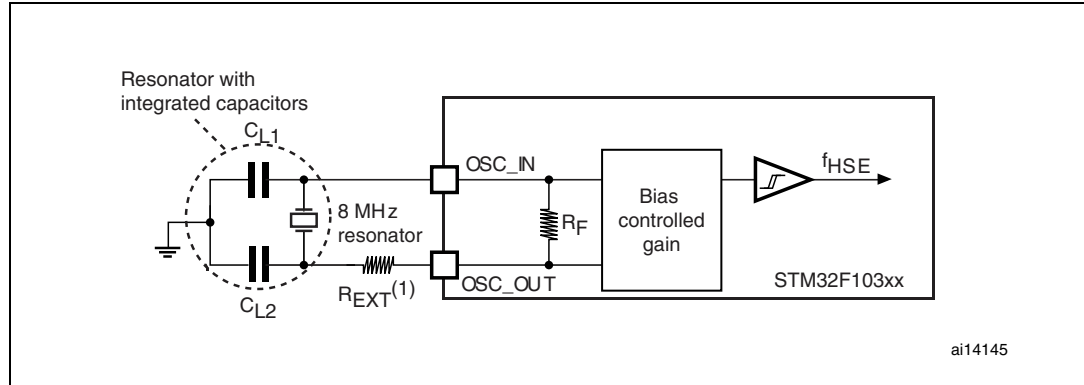 Resonator with
integrated capacitors
CL1
OSC_IN
fHSE
8 MHz
resonator
RF
Bias
controlled
gain
STM32F103xx
REXT(1)
OSC_OUT
CL2
ai14145